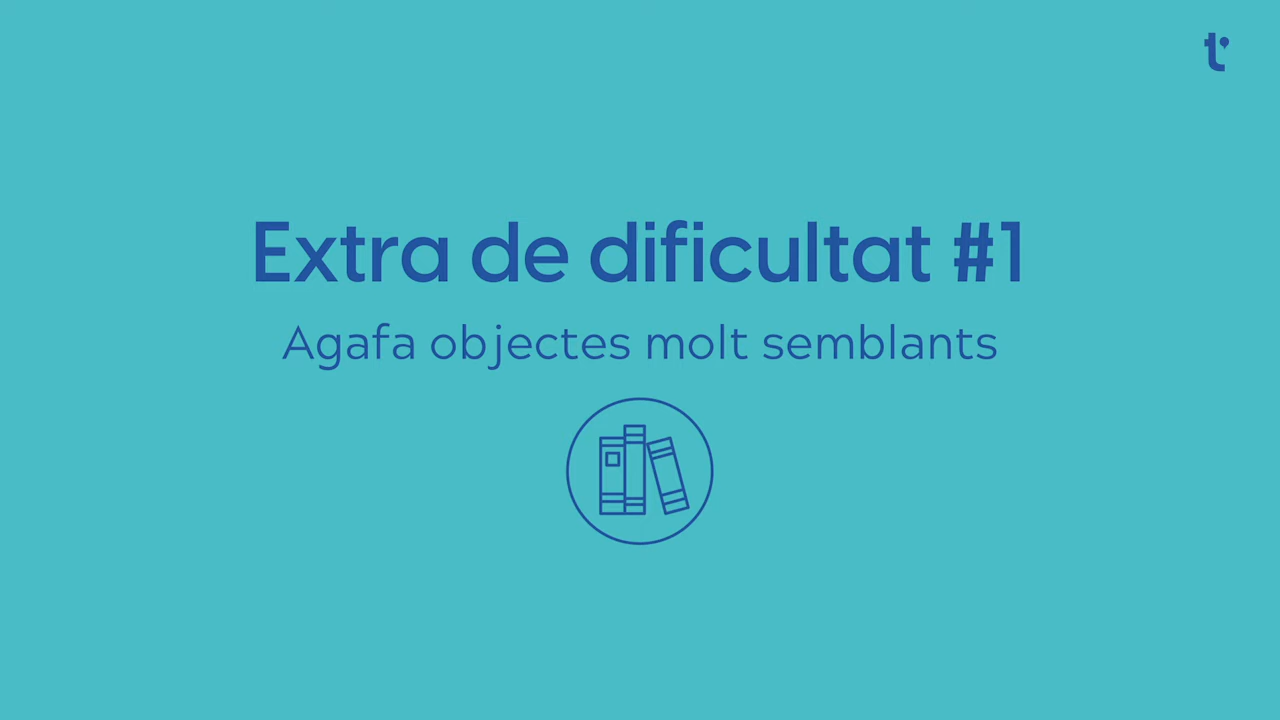 Extra de dificultat #1
Agafa objectes molt semblants